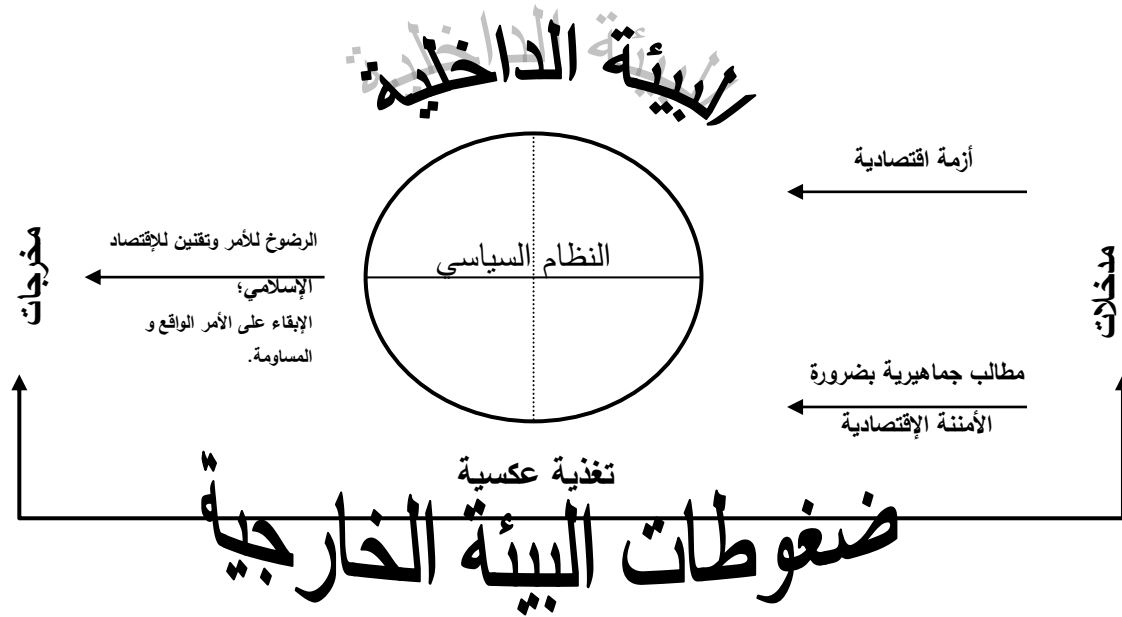 البيئة الداخلية
أزمة اقتصادية
مدخلات
مطالب جماهيرية بضرورة
الأمننة الإقتصادية
النظام السياسي
الرضوخ للأمر وتقنين للإقتصاد
الإسلامي؛
الإبقاء على الأمر الواقع و
المساومة.
مخرجات
تغذية عكسية
ضغوطات البيئة الخارجية